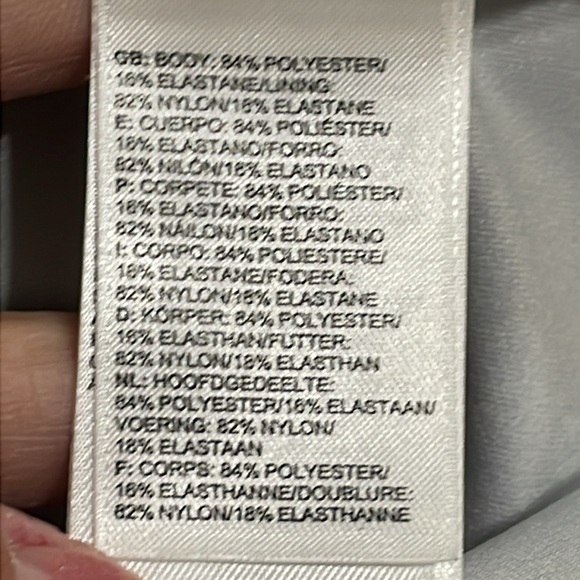 GB: BODY: 84% POLYESTER/
16% ELASTANE/LINING:
82% NYLON/18% ELASTANE
E: CUERPO: 84% POLIÉSTER/
16% ELASTANO/FORRO:
82% NILÓN/18% ELASTANO
P: CORPETE: 84% POLIÉSTER/
16% ELASTANO/FORRO:
82% NÁILON/18% ELASTANO
I: CORPO: 84% POLIESTERE/
16% ELASTANE/FODERA:
82% NYLON/18% ELASTANE
D: KÖRPER: 84% POLYESTER/
16% ELASTHAN/FUTTER:
82% NYLON/18% ELASTHAN
NL: HOOFDGEDEELTE:
84% POLYESTER/16% ELASTAAN/
VOERING: 82% NYLON/
18% ELASTAAN
F: CORPS: 84% POLYESTER/
16% ELASTHANNE/DOUBLURE:
82% NYLON/18% ELASTHANNE